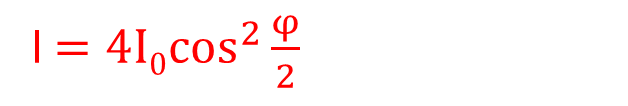 I = 4I₀cos² φ/2